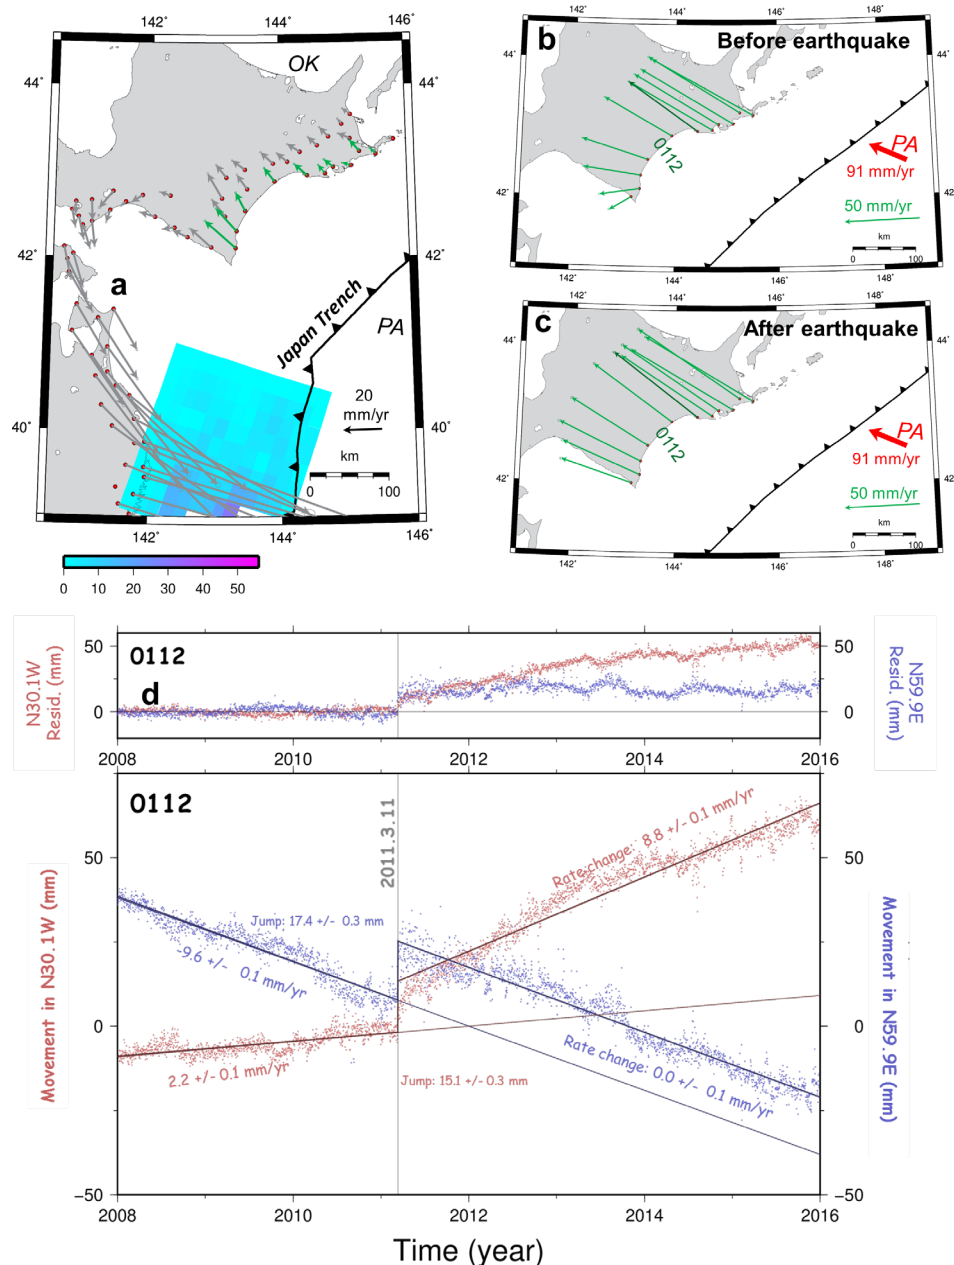 142˚
144˚
146˚
OK
44˚
44˚
a
42˚
42˚
Japan Trench
PA
20
mm/yr
40˚
40˚
km
0
100
142˚
144˚
146˚
0
10
20
30
40
50
142˚
144˚
146˚
148˚
b
Before earthquake
44˚
44˚
0112
PA
91 mm/yr
42˚
42˚
50 mm/yr
km
0
100
142˚
144˚
146˚
148˚
142˚
144˚
146˚
148˚
c
After earthquake
44˚
44˚
0112
PA
91 mm/yr
42˚
42˚
50 mm/yr
km
0
100
142˚
144˚
146˚
148˚
N30.1W
Resid. (mm)
50
0
0112
d
50
0
N59.9E
Resid. (mm)
2008
2010
2012
2014
2016
Movement in N30.1W (mm)
50
0
−50
0112
2011.3.11
Rate change: 8.8 +/- 0.1 mm/yr
Jump: 17.4 +/- 0.3 mm
-9.6 +/- 0.1 mm/yr
2.2 +/- 0.1 mm/yr
Jump: 15.1 +/- 0.3 mm
Rate change: 0.0 +/- 0.1 mm/yr
50
0
−50
Movement in N59.9E (mm)
2008
2010
2012
2014
2016
Time (year)